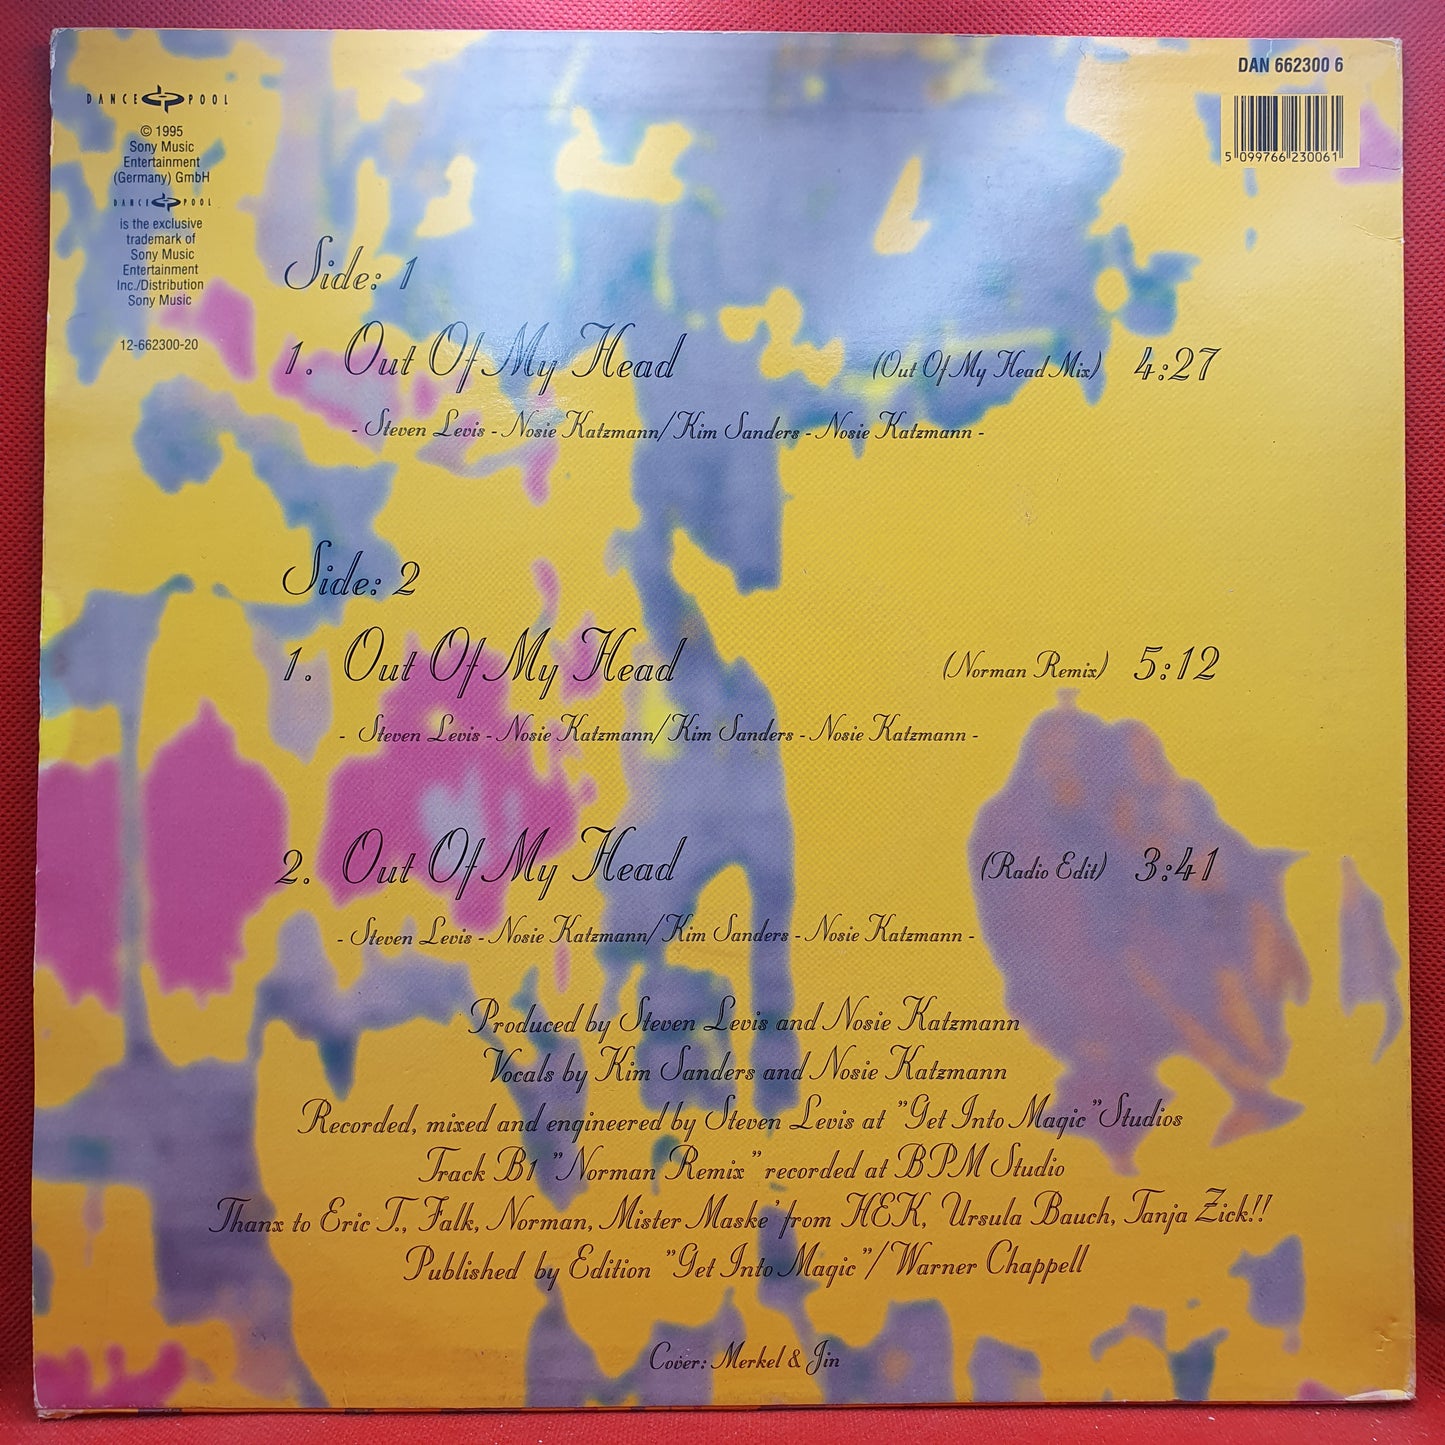 DAN 662300 6
5 099766 230061
DANCE POOL
© 1995
Sony Music
Entertainment
(Germany) GmbH
DANCE POOL
is the exclusive
trademark of
Sony Music
Entertainment
Inc./Distribution
Sony Music
12-662300-20
Side: 1
1. Out Of My Head (Out Of My Head Mix) 4:27
- Steven Levis - Nosie Katzmann/Kim Sanders - Nosie Katzmann -
Side: 2
1. Out Of My Head (Norman Remix) 5:12
- Steven Levis - Nosie Katzmann/Kim Sanders - Nosie Katzmann -
2. Out Of My Head (Radio Edit) 3:41
- Steven Levis - Nosie Katzmann/Kim Sanders - Nosie Katzmann -
Produced by Steven Levis and Nosie Katzmann
Vocals by Kim Sanders and Nosie Katzmann
Recorded, mixed and engineered by Steven Levis at "Get Into Magic" Studios
Track B1 "Norman Remix" recorded at BPM Studio
Thanx to Eric T., Falk, Norman, Mister Maske' from HEK, Ursula Bauch, Tanja Zick!!
Published by Edition "Get Into Magic"/Warner Chappell
Cover: Merkel & Jin